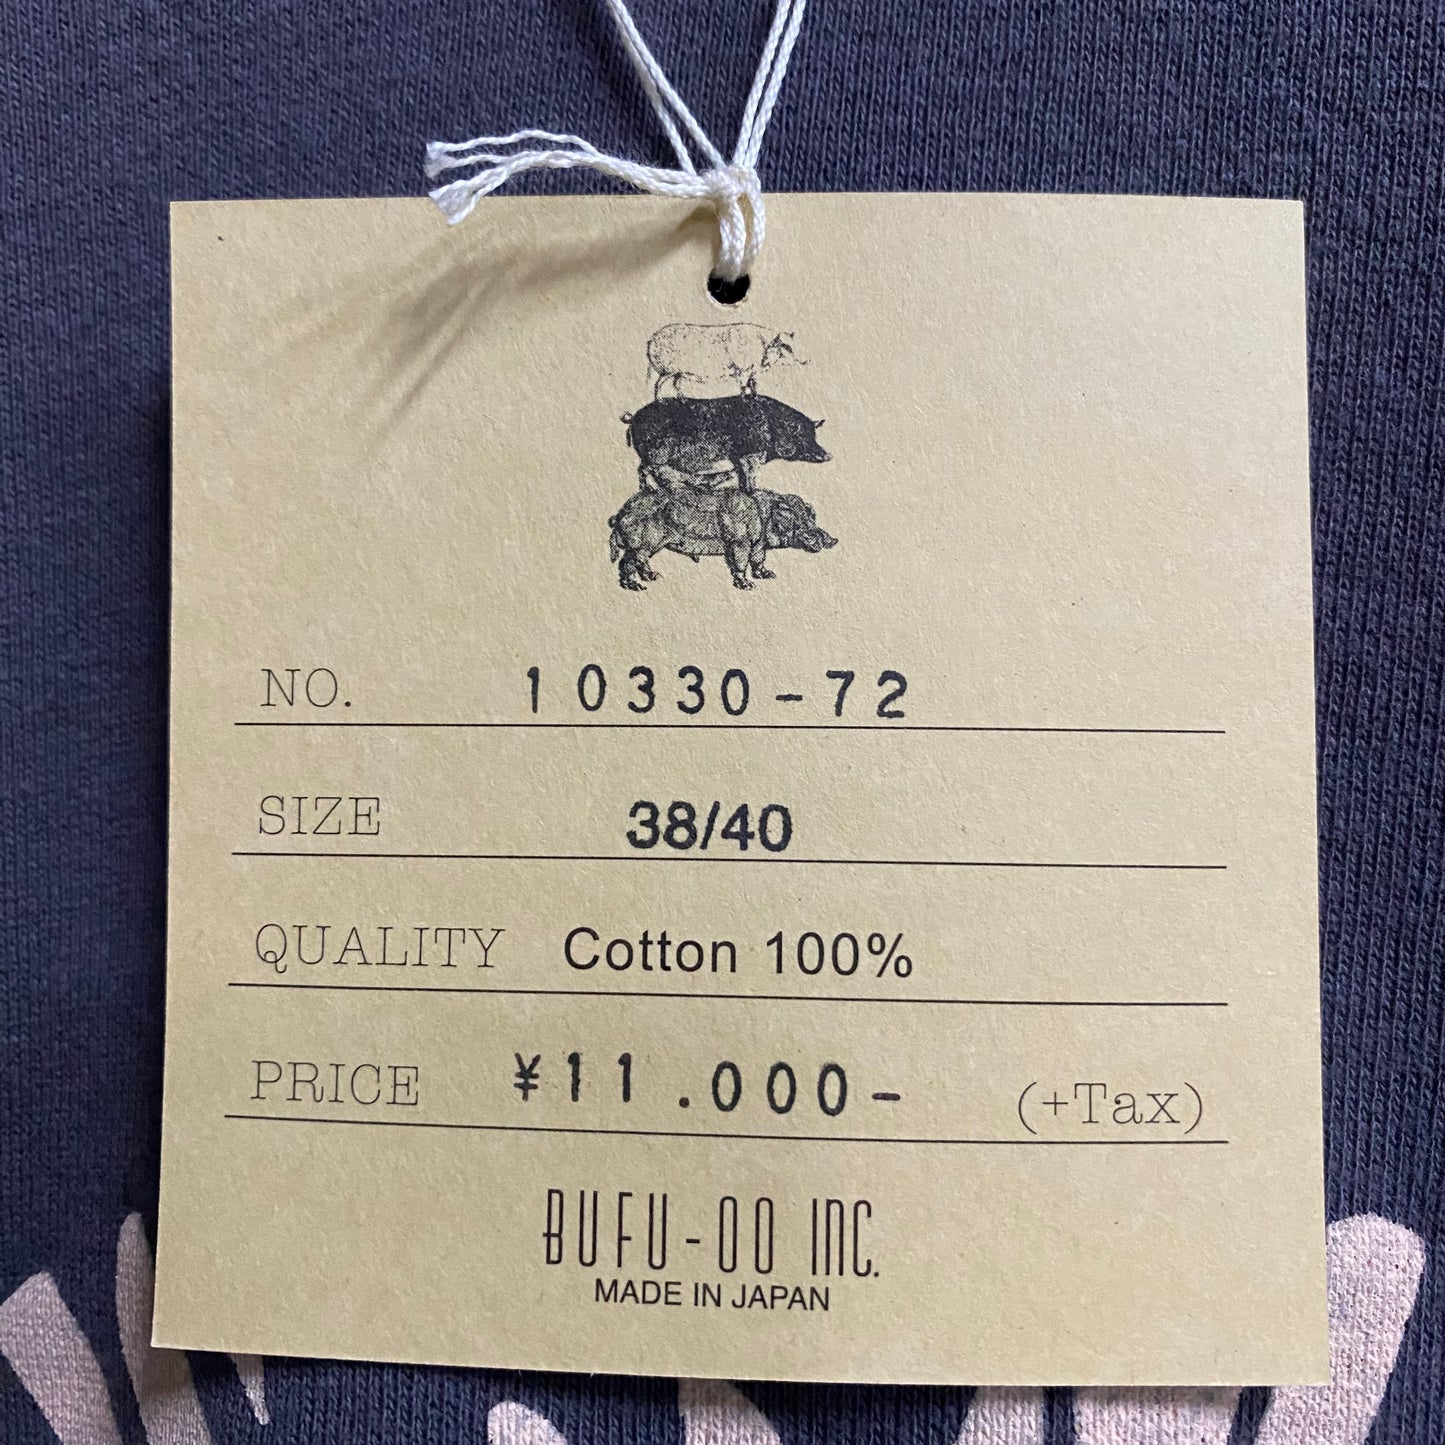 NO. 10330-72
SIZE 38/40
QUALITY Cotton 100%
PRICE ¥11.000- (+Tax)
BUFU-OO INC.
MADE IN JAPAN